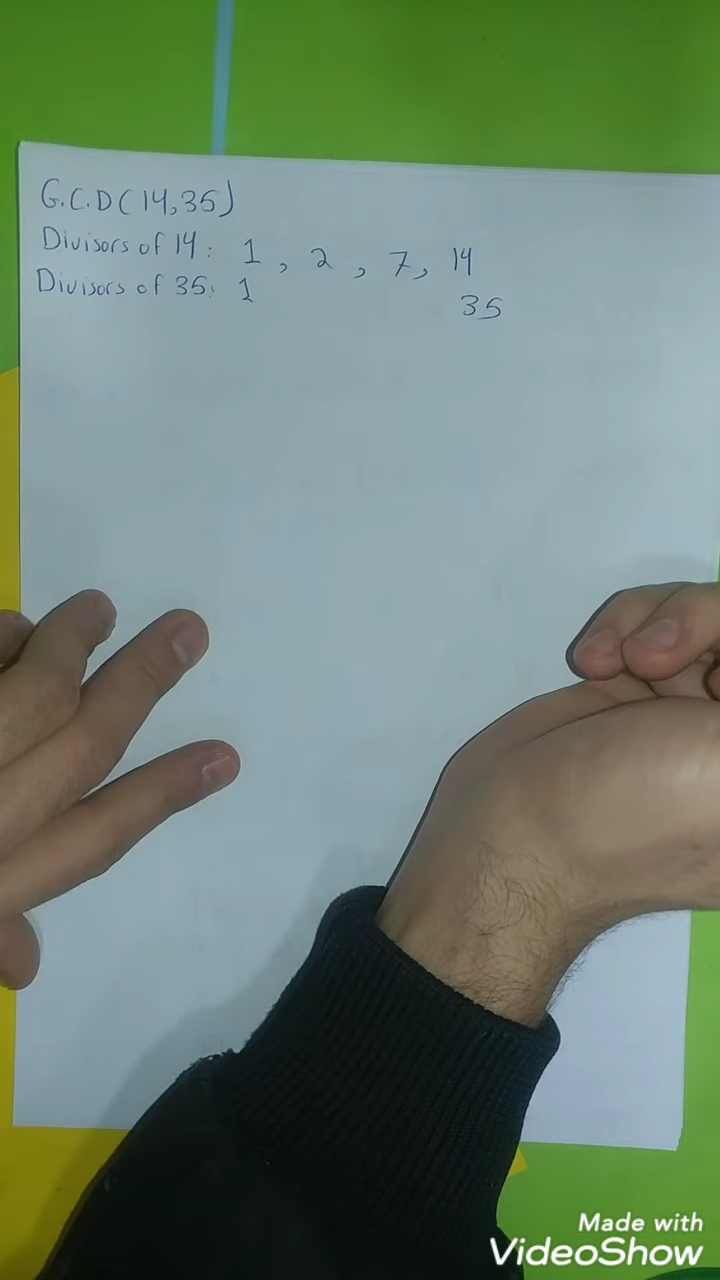 G.C.D(14,35)
Divisors of 14: 1, 2, 7, 14
Divisors of 35: 1 35
Made with
VideoShow